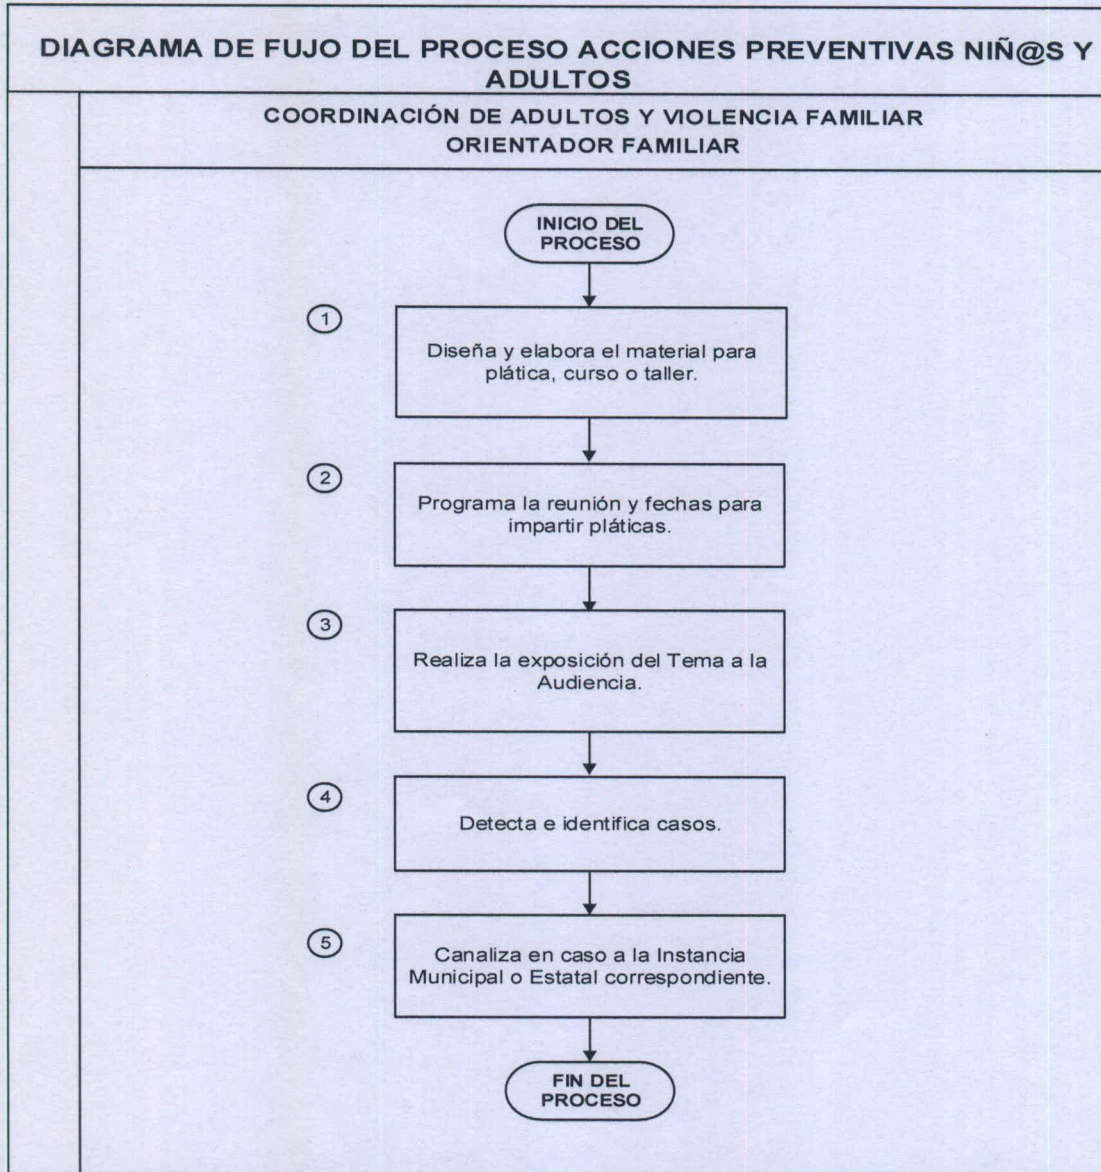 DIAGRAMA DE FUJO DEL PROCESO ACCIONES PREVENTIVAS NIÑ@S Y
ADULTOS
COORDINACIÓN DE ADULTOS Y VIOLENCIA FAMILIAR
ORIENTADOR FAMILIAR
INICIO DEL
PROCESO
1
Diseña y elabora el material para
plática, curso o taller.
2
Programa la reunión y fechas para
impartir pláticas.
3
Realiza la exposición del Tema a la
Audiencia.
4
Detecta e identifica casos.
5
Canaliza en caso a la Instancia
Municipal o Estatal correspondiente.
FIN DEL
PROCESO